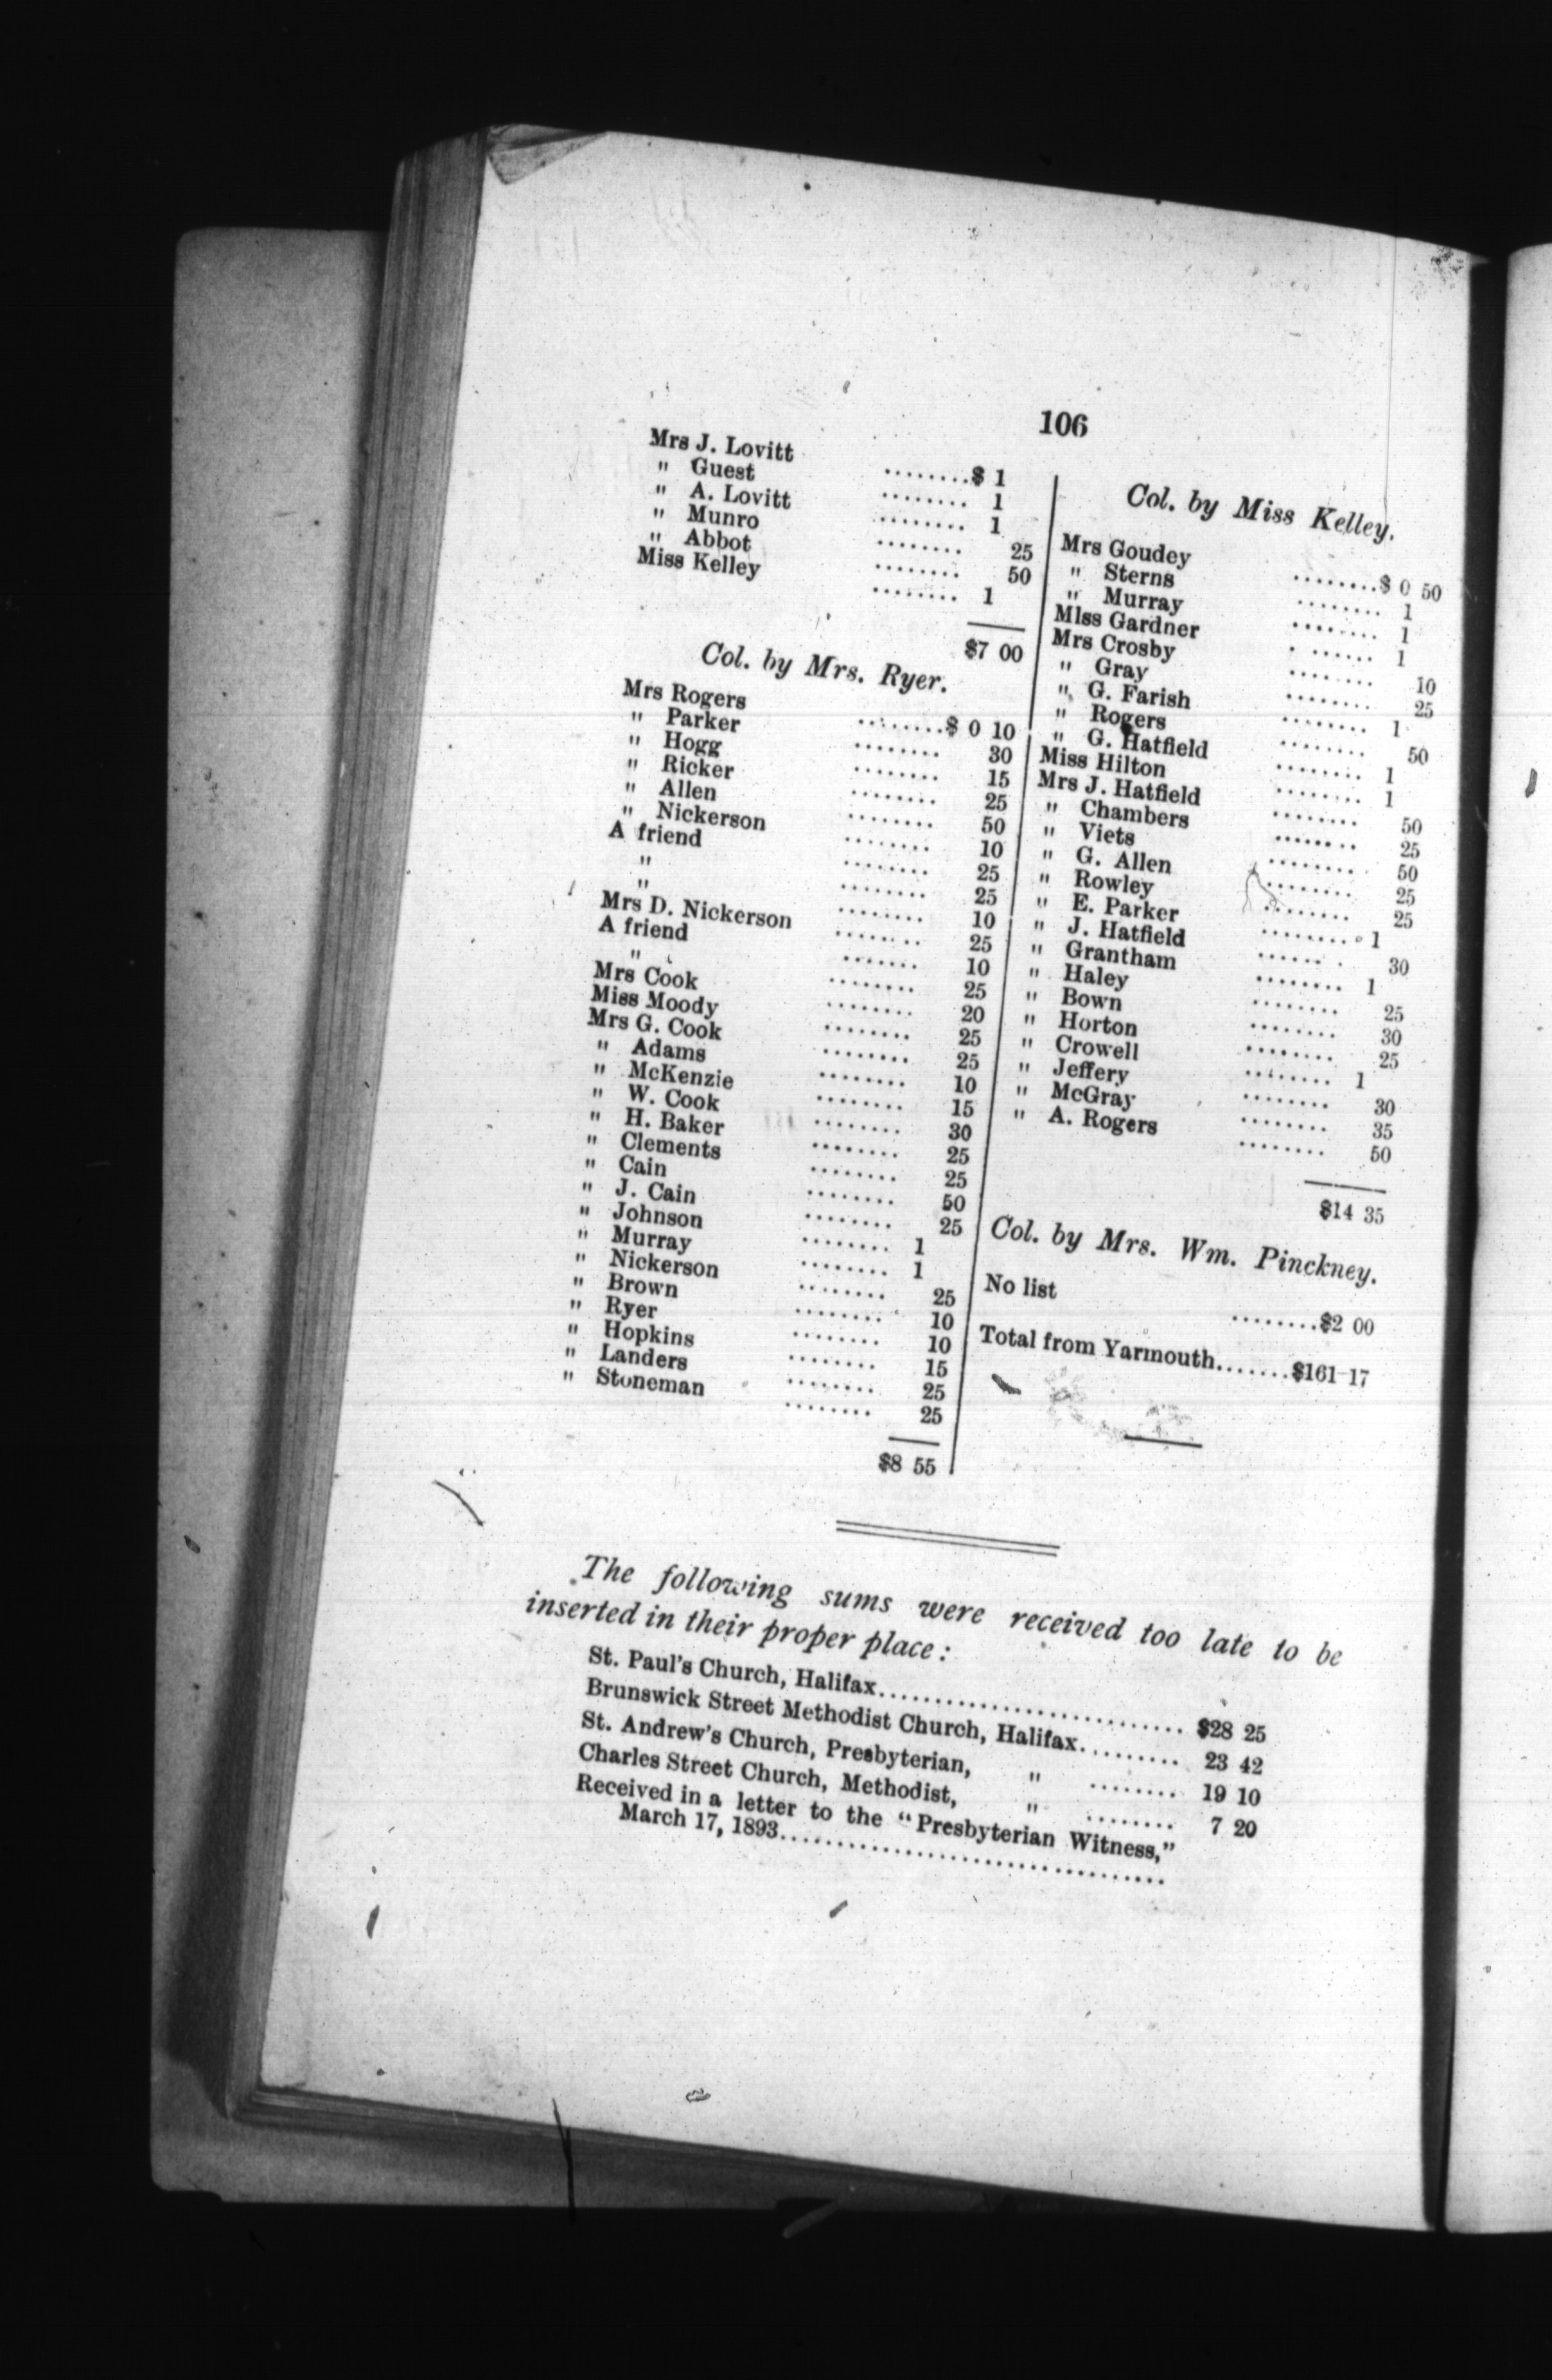 106
Mrs J. Lovitt ........$ 1
" Guest ........ 1
" A. Lovitt ........ 1
" Munro ........ 25
" Abbot ........ 50
Miss Kelley ........ 1
$7 00
Col. by Mrs. Ryer.
Mrs Rogers ........$ 0 10
" Parker ........ 30
" Hogg ........ 15
" Ricker ........ 25
" Allen ........ 50
" Nickerson ........ 10
A friend ........ 25
" ........ 25
" ........ 10
Mrs D. Nickerson ........ 25
A friend ........ 10
" ........ 25
Mrs Cook ........ 20
Miss Moody ........ 25
Mrs G. Cook ........ 25
" Adams ........ 10
" McKenzie ........ 15
" W. Cook ........ 30
" H. Baker ........ 25
" Clements ........ 25
" Cain ........ 50
" J. Cain ........ 25
" Johnson ........ 1
" Murray ........ 1
" Nickerson ........ 25
" Brown ........ 10
" Ryer ........ 10
" Hopkins ........ 15
" Landers ........ 25
" Stoneman ........ 25
$8 55
Col. by Miss Kelley.
Mrs Goudey ........$ 0 50
" Sterns ........ 1
" Murray ........ 1
MIss Gardner ........ 1
Mrs Crosby ........ 10
" Gray ........ 25
" G. Farish ........ 1
" Rogers ........ 50
" G. Hatfield ........ 1
Miss Hilton ........ 1
Mrs J. Hatfield ........ 50
" Chambers ........ 25
" Viets ........ 50
" G. Allen ........ 25
" Rowley ........ 25
" E. Parker ........ 1
" J. Hatfield ........ 30
" Grantham ........ 1
" Haley ........ 25
" Bown ........ 30
" Horton ........ 25
" Crowell ........ 1
" Jeffery ........ 30
" McGray ........ 35
" A. Rogers ........ 50
$14 35
Col. by Mrs. Wm. Pinckney.
No list ........$2 00
Total from Yarmouth.......$161 17
The following sums were received too late to be
inserted in their proper place :
St. Paul's Church, Halifax.............................. $28 25
Brunswick Street Methodist Church, Halifax.......... 23 42
St. Andrew's Church, Presbyterian, " ........ 19 10
Charles Street Church, Methodist, " ........ 7 20
Received in a letter to the "Presbyterian Witness,"
March 17, 1893...................................